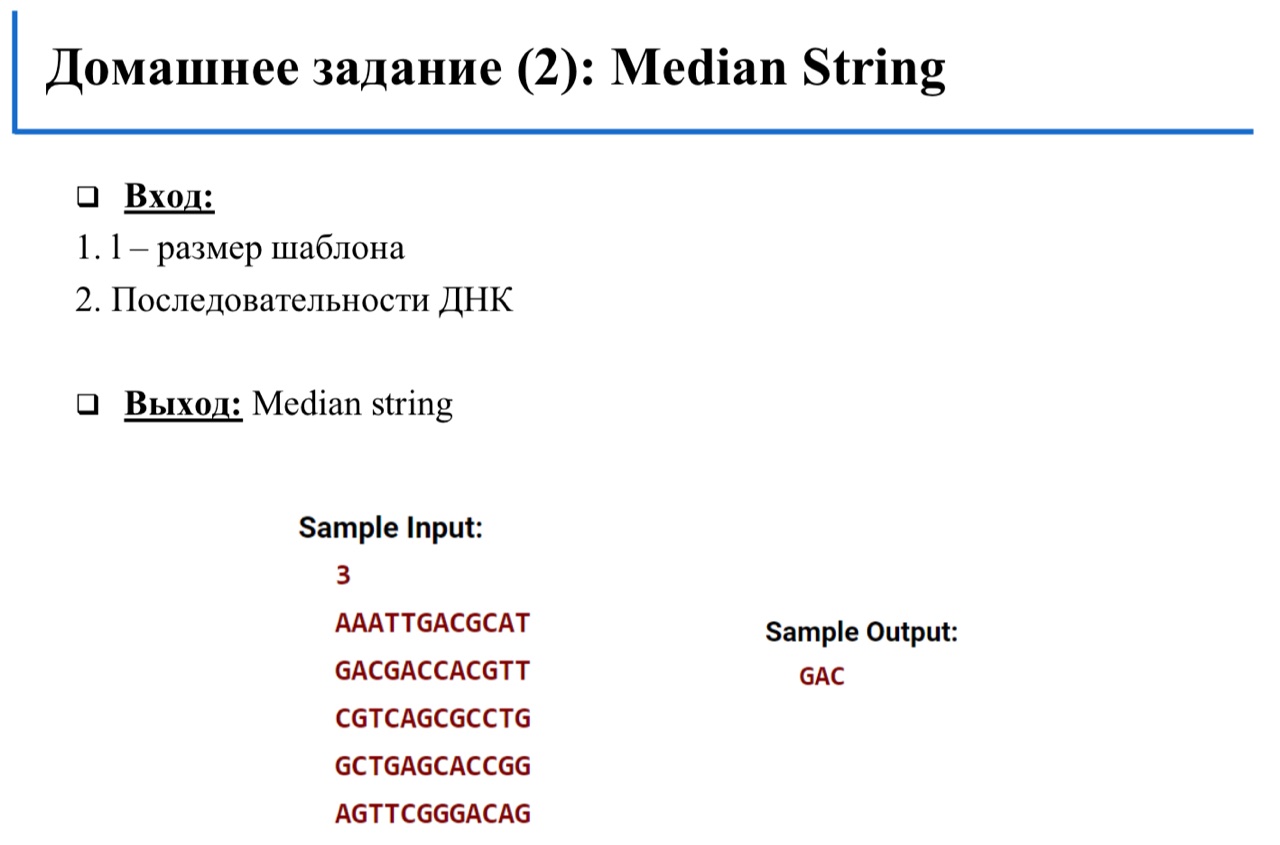 Домашнее задание (2): Median String
❑ Вход:
1. l – размер шаблона
2. Последовательности ДНК
❑ Выход: Median string
Sample Input:
3
AAATTGACGCAT
GACGACCACGTT
CGTCAGCGCCTG
GCTGAGCACCGG
AGTTCGGGACAG
Sample Output:
GAC